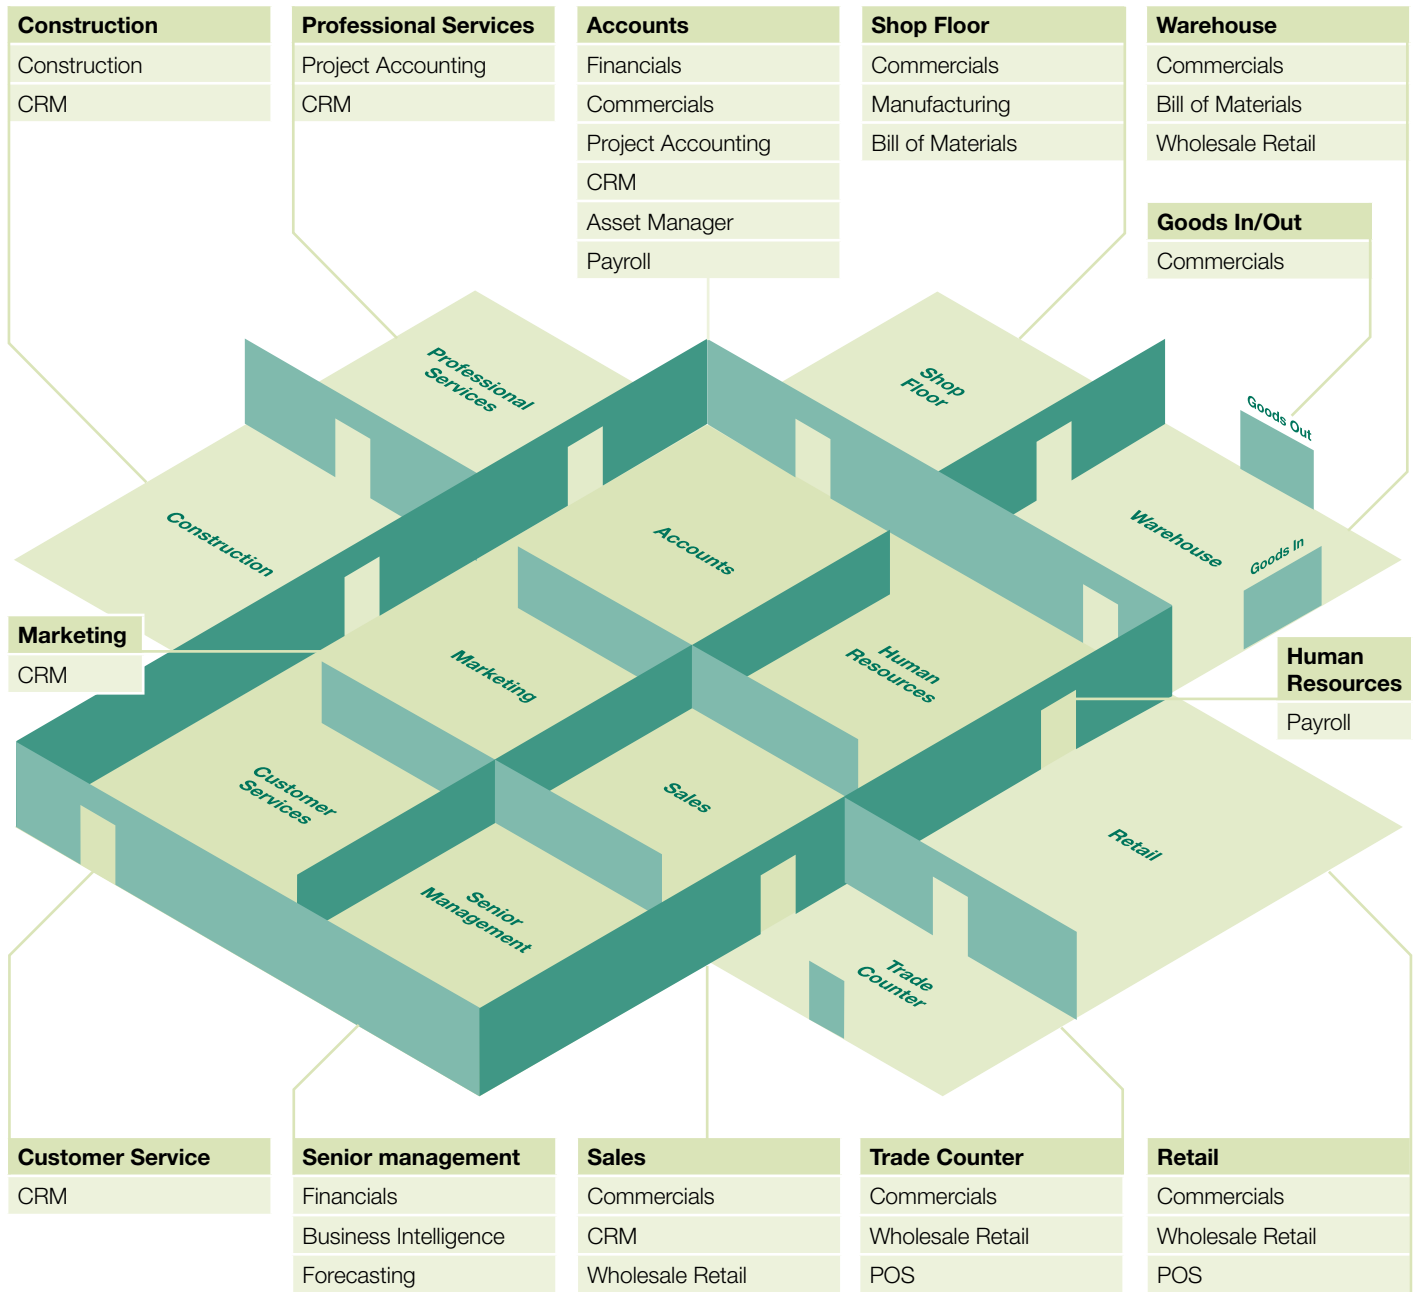 Construction
Construction
CRM
Professional Services
Project Accounting
CRM
Accounts
Financials
Commercials
Project Accounting
CRM
Asset Manager
Payroll
Shop Floor
Commercials
Manufacturing
Bill of Materials
Warehouse
Commercials
Bill of Materials
Wholesale Retail
Goods In/Out
Commercials
Professional
Services
Shop
Floor
Goods Out
Construction
Accounts
Warehouse
Goods In
Marketing
CRM
Marketing
Human
Resources
Human
Resources
Payroll
Customer
Services
Sales
Retail
Senior
Management
Trade
Counter
Customer Service
CRM
Senior management
Financials
Business Intelligence
Forecasting
Sales
Commercials
CRM
Wholesale Retail
Trade Counter
Commercials
Wholesale Retail
POS
Retail
Commercials
Wholesale Retail
POS